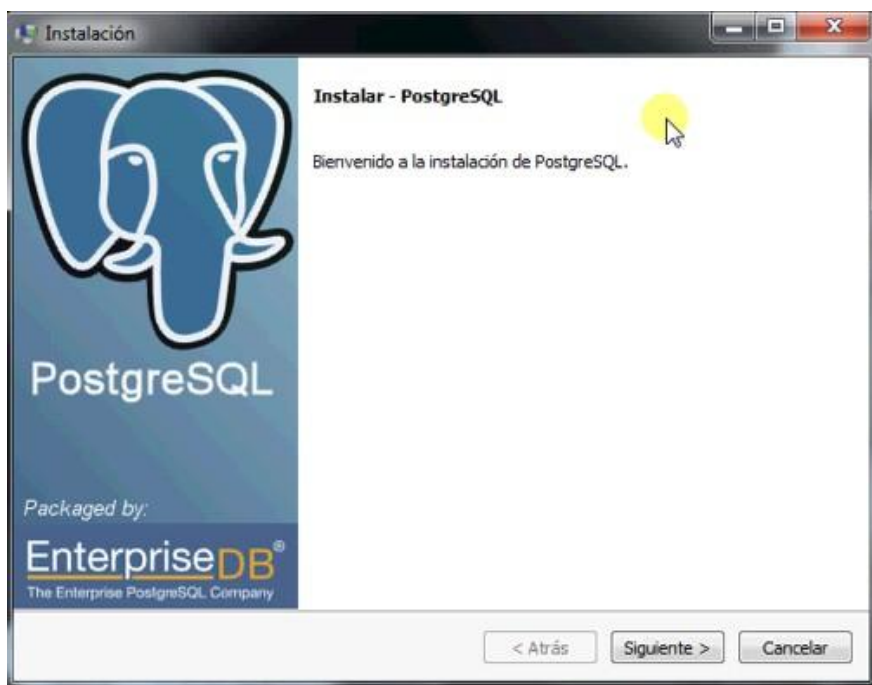 Instalación
Instalar - PostgreSQL
Bienvenido a la instalación de PostgreSQL.
PostgreSQL
Packaged by:
EnterpriseDB®
The Enterprise PostgreSQL Company
< Atrás
Siguiente >
Cancelar